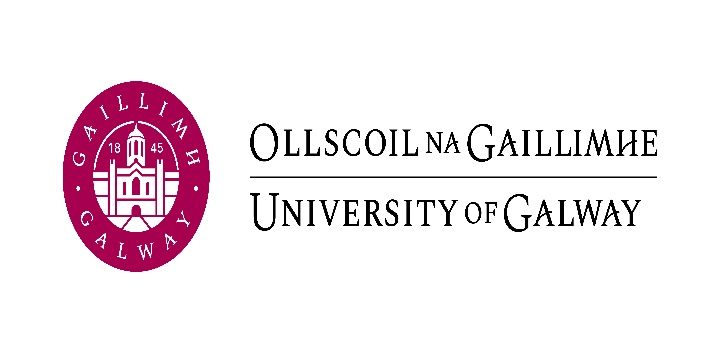 GAILLIMH
18 45
GALWAY
OLLSCOIL NA GAILLIMHE
UNIVERSITY OF GALWAY